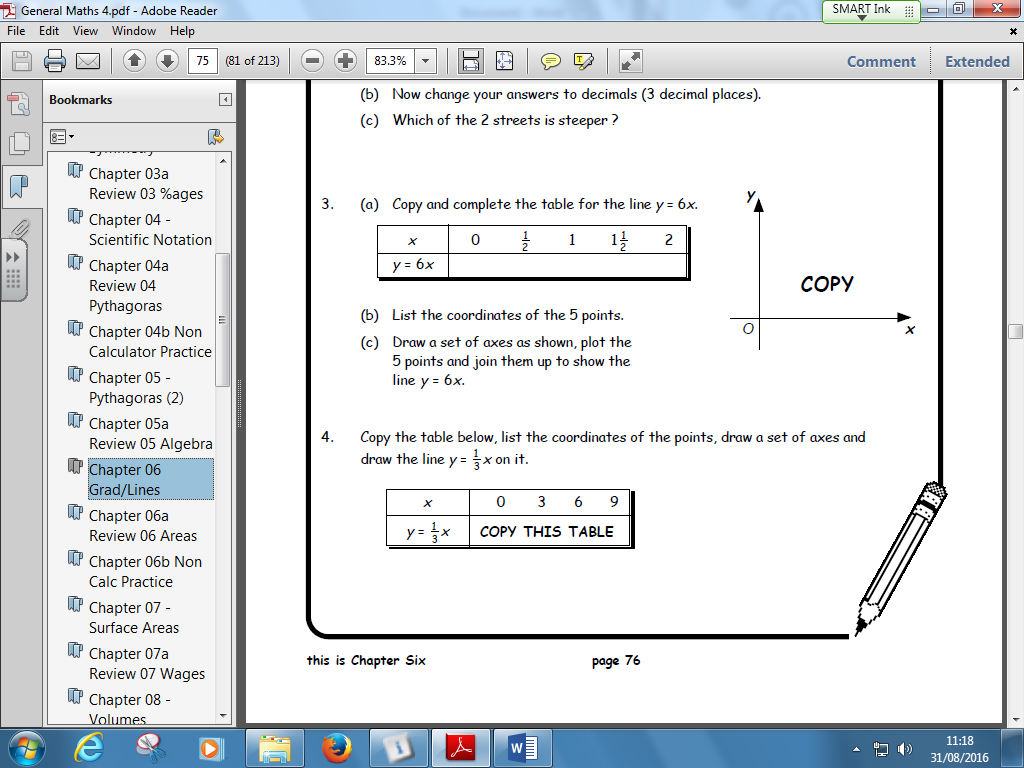 General Maths 4.pdf - Adobe Reader
SMART Ink
File Edit View Window Help
75 (81 of 213) 83.3% Comment Extended
Bookmarks
Symmetry
Chapter 03a
Review 03 %ages
Chapter 04 -
Scientific Notation
Chapter 04a
Review 04
Pythagoras
Chapter 04b Non
Calculator Practice
Chapter 05 -
Pythagoras (2)
Chapter 05a
Review 05 Algebra
Chapter 06
Grad/Lines
Chapter 06a
Review 06 Areas
Chapter 06b Non
Calc Practice
Chapter 07 -
Surface Areas
Chapter 07a
Review 07 Wages
Chapter 08 -
Volumes
(b) Now change your answers to decimals (3 decimal places).
(c) Which of the 2 streets is steeper ?
3. (a) Copy and complete the table for the line y = 6x.
x 0 ½ 1 1½ 2
y = 6x
y
COPY
O
x
(b) List the coordinates of the 5 points.
(c) Draw a set of axes as shown, plot the
5 points and join them up to show the
line y = 6x.
4. Copy the table below, list the coordinates of the points, draw a set of axes and
draw the line y = ⅓x on it.
x 0 3 6 9
y = ⅓x COPY THIS TABLE
this is Chapter Six page 76
11:18
31/08/2016